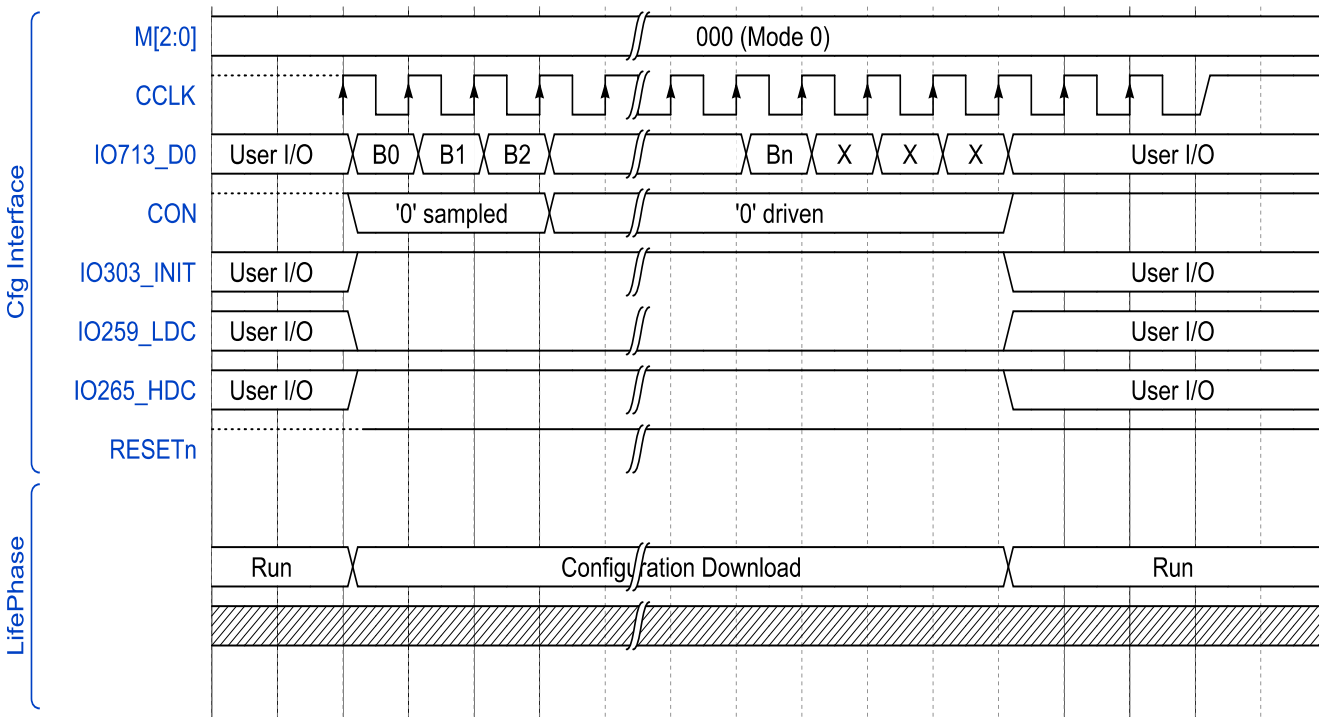 Cfg Interface
M[2:0] 000 (Mode 0)
CCLK
IO713_D0 User I/O B0 B1 B2 Bn X X X User I/O
CON '0' sampled '0' driven
IO303_INIT User I/O User I/O
IO259_LDC User I/O User I/O
IO265_HDC User I/O User I/O
RESETn
LifePhase
Run Configuration Download Run